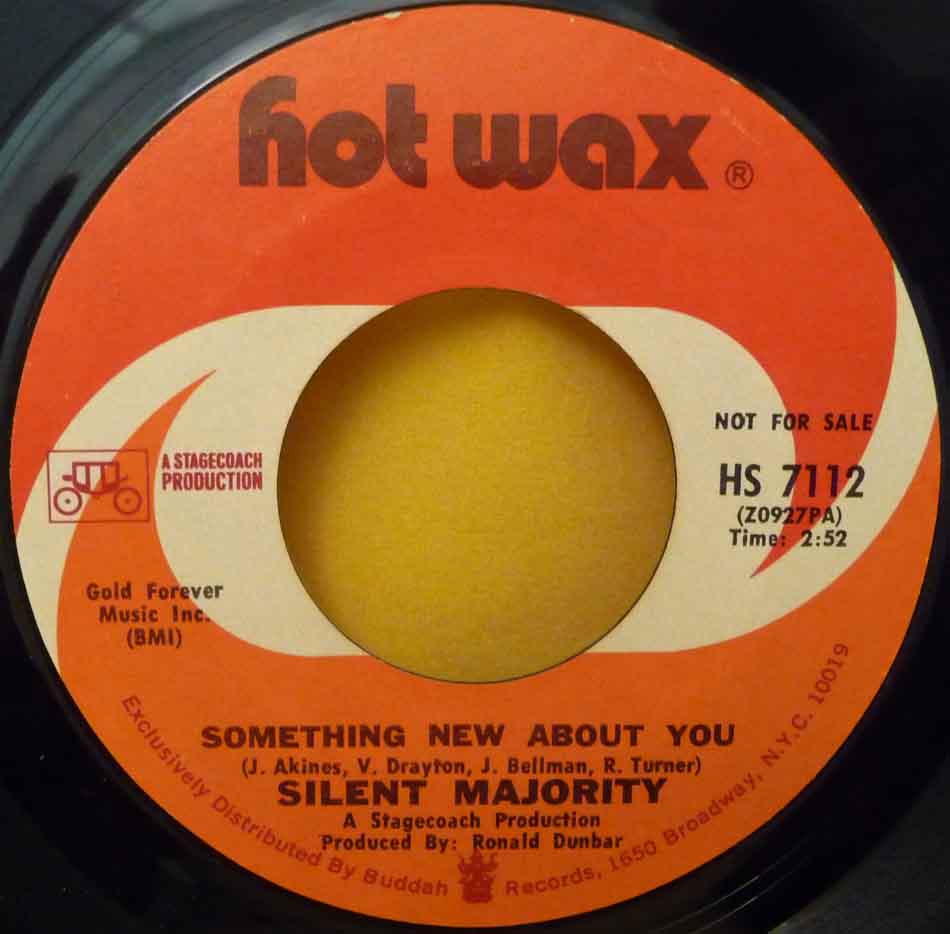 hot wax ®
NOT FOR SALE
HS 7112
(Z0927PA)
Time: 2:52
A STAGECOACH
PRODUCTION
Gold Forever
Music Inc.
(BMI)
SOMETHING NEW ABOUT YOU
(J. Akines, V. Drayton, J. Bellman, R. Turner)
SILENT MAJORITY
A Stagecoach Production
Produced By: Ronald Dunbar
Exclusively Distributed By Buddah Records, 1650 Broadway, N.Y.C. 10019